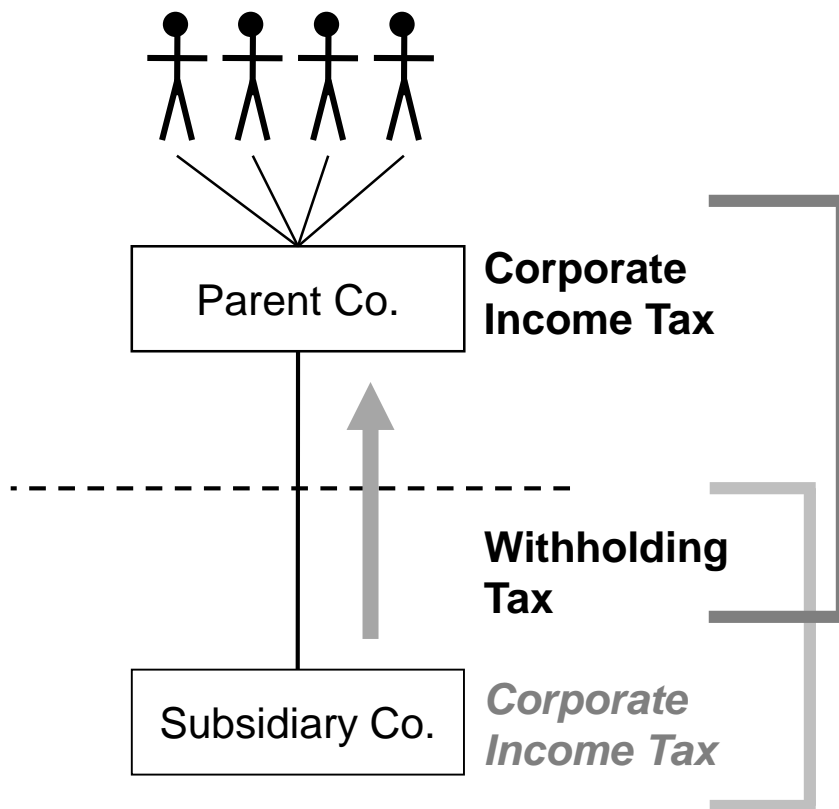 Parent Co.
Corporate
Income Tax
Withholding
Tax
Subsidiary Co.
Corporate
Income Tax